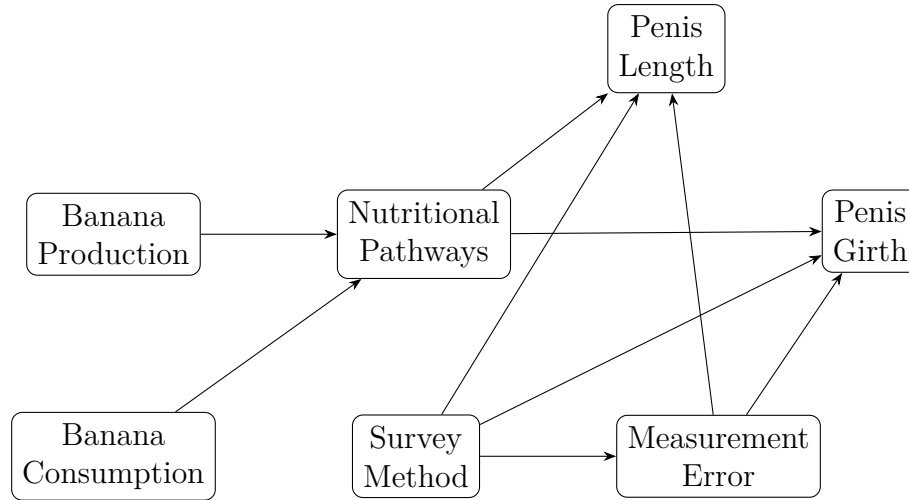 Penis
Length
Banana
Production
Nutritional
Pathways
Penis
Girth
Banana
Consumption
Survey
Method
Measurement
Error